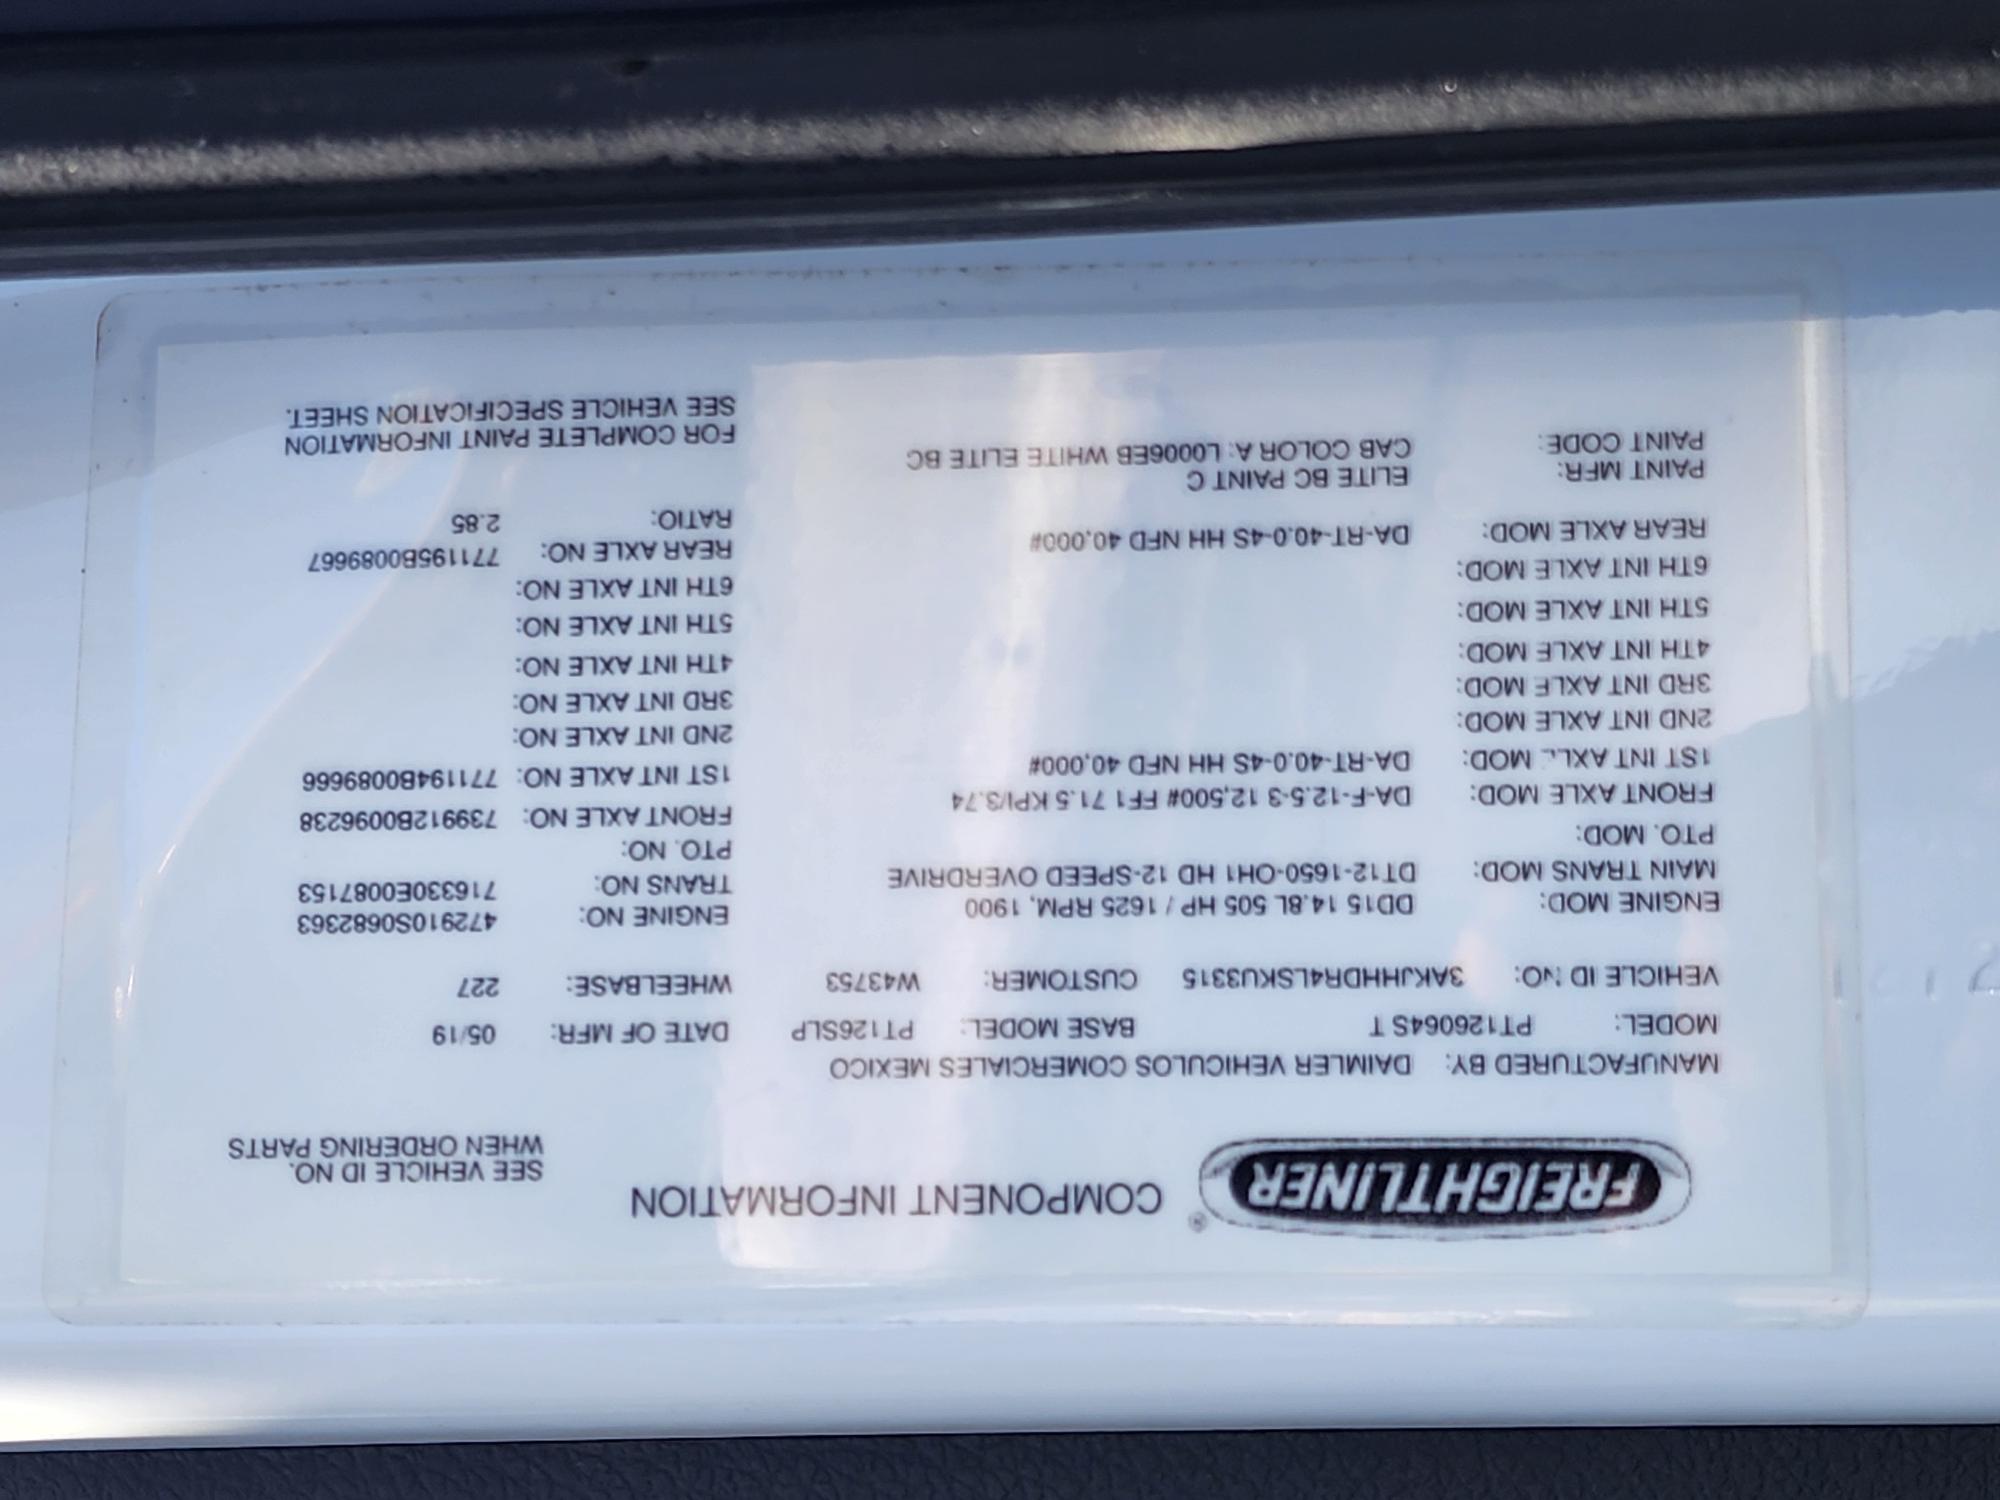 FREIGHTLINER® COMPONENT INFORMATION
SEE VEHICLE ID NO.
WHEN ORDERING PARTS
MANUFACTURED BY: DAIMLER VEHICULOS COMERCIALES MEXICO
MODEL: PT126064S T BASE MODEL: PT126SLP DATE OF MFR: 05/19
VEHICLE ID NO: 3AKJHHDR4LSKU3315 CUSTOMER: W43753 WHEELBASE: 227
ENGINE MOD: DD15 14.8L 505 HP / 1625 RPM, 1900 ENGINE NO: 472910S0682363
MAIN TRANS MOD: DT12-1650-OH1 HD 12-SPEED OVERDRIVE TRANS NO: 716330E0087153
PTO. MOD: PTO. NO:
FRONT AXLE MOD: DA-F-12.5-3 12,500# FF1 71.5 KPI/3.74 FRONT AXLE NO: 739912B0096238
1ST INT AXLE MOD: DA-RT-40.0-4S HH NFD 40,000# 1ST INT AXLE NO: 771194B0089666
2ND INT AXLE MOD: 2ND INT AXLE NO:
3RD INT AXLE MOD: 3RD INT AXLE NO:
4TH INT AXLE MOD: 4TH INT AXLE NO:
5TH INT AXLE MOD: 5TH INT AXLE NO:
6TH INT AXLE MOD: 6TH INT AXLE NO:
REAR AXLE MOD: DA-RT-40.0-4S HH NFD 40,000# REAR AXLE NO: 771195B0089667
RATIO: 2.85
PAINT MFR: ELITE BC PAINT C
PAINT CODE: CAB COLOR A: L0006EB WHITE ELITE BC
FOR COMPLETE PAINT INFORMATION
SEE VEHICLE SPECIFICATION SHEET.